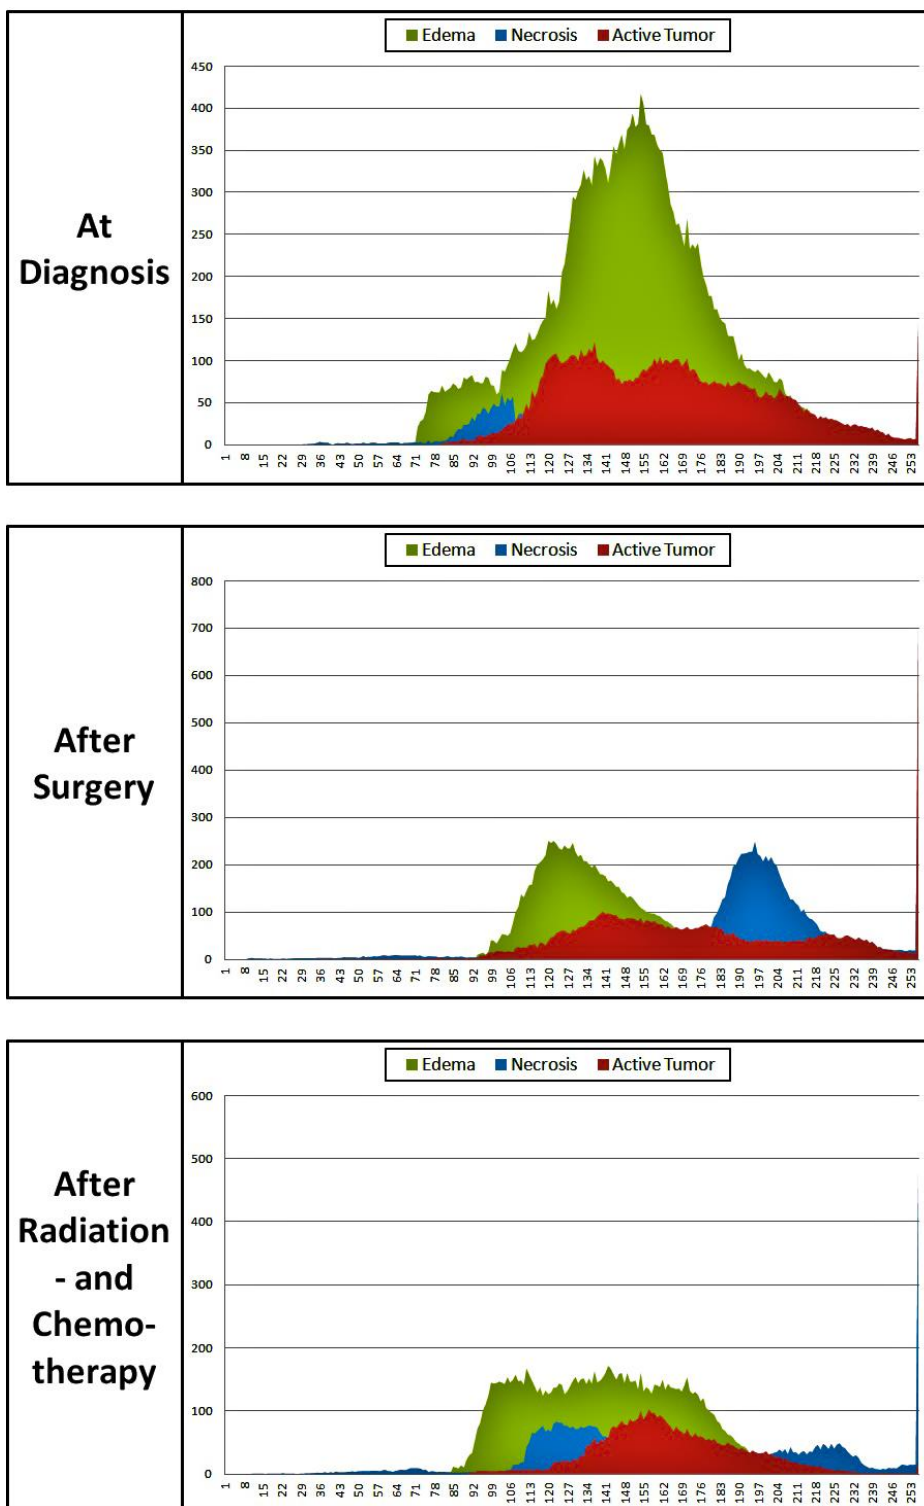 Edema Necrosis Active Tumor
At
Diagnosis
450
400
350
300
250
200
150
100
50
0
1 8 15 22 29 36 43 50 57 64 71 78 85 92 99 106 113 120 127 134 141 148 155 162 169 176 183 190 197 204 211 218 225 232 239 246 253
Edema Necrosis Active Tumor
After
Surgery
800
700
600
500
400
300
200
100
0
1 8 15 22 29 36 43 50 57 64 71 78 85 92 99 106 113 120 127 134 141 148 155 162 169 176 183 190 197 204 211 218 225 232 239 246 253
Edema Necrosis Active Tumor
After
Radiation
- and
Chemo-
therapy
600
500
400
300
200
100
0
1 8 15 22 29 36 43 50 57 64 71 78 85 92 99 106 113 120 127 134 141 148 155 162 169 176 183 190 197 204 211 218 225 232 239 246 253